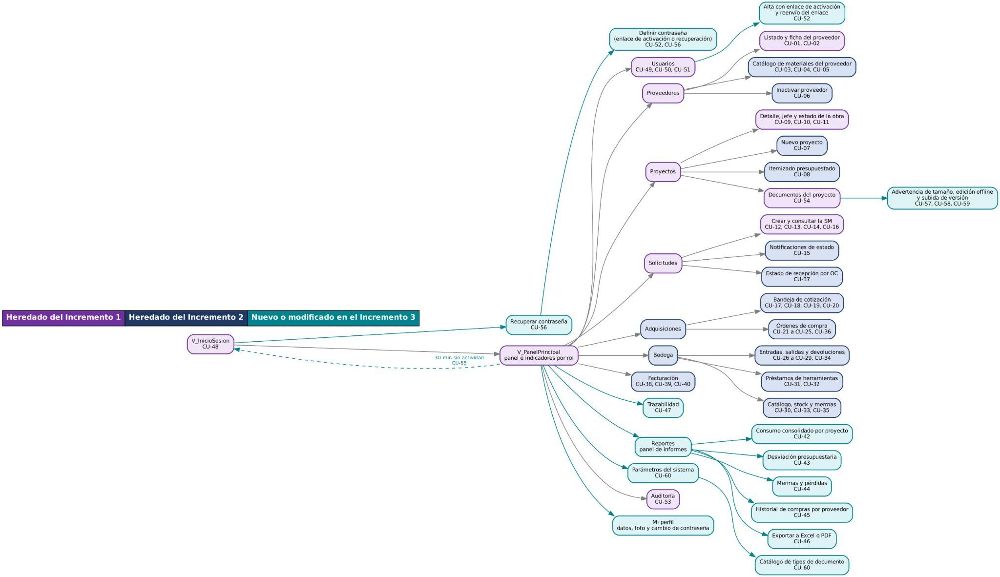 Alta con enlace de activación
y reenvío del enlace
CU-52
Definir contraseña
(enlace de activación o recuperación)
CU-52, CU-56
Listado y ficha del proveedor
CU-01, CU-02
Usuarios
CU-49, CU-50, CU-51
Catálogo de materiales del proveedor
CU-03, CU-04, CU-05
Proveedores
Inactivar proveedor
CU-06
Detalle, jefe y estado de la obra
CU-09, CU-10, CU-11
Nuevo proyecto
CU-07
Proyectos
Itemizado presupuestado
CU-08
Documentos del proyecto
CU-54
Advertencia de tamaño, edición offline
y subida de versión
CU-57, CU-58, CU-59
Crear y consultar la SM
CU-12, CU-13, CU-14, CU-16
Notificaciones de estado
CU-15
Solicitudes
Estado de recepción por OC
CU-37
Bandeja de cotización
CU-17, CU-18, CU-19, CU-20
Heredado del Incremento 1
Heredado del Incremento 2
Nuevo o modificado en el Incremento 3
Recuperar contraseña
CU-56
Adquisiciones
Órdenes de compra
CU-21 a CU-25, CU-36
V_InicioSesion
CU-48
30 min sin actividad
CU-55
V_PanelPrincipal
panel e indicadores por rol
Bodega
Entradas, salidas y devoluciones
CU-26 a CU-29, CU-34
Facturación
CU-38, CU-39, CU-40
Préstamos de herramientas
CU-31, CU-32
Trazabilidad
CU-47
Catálogo, stock y mermas
CU-30, CU-33, CU-35
Consumo consolidado por proyecto
CU-42
Reportes
panel de informes
Desviación presupuestaria
CU-43
Parámetros del sistema
CU-60
Mermas y pérdidas
CU-44
Auditoría
CU-53
Historial de compras por proveedor
CU-45
Mi perfil
datos, foto y cambio de contraseña
Exportar a Excel o PDF
CU-46
Catálogo de tipos de documento
CU-60